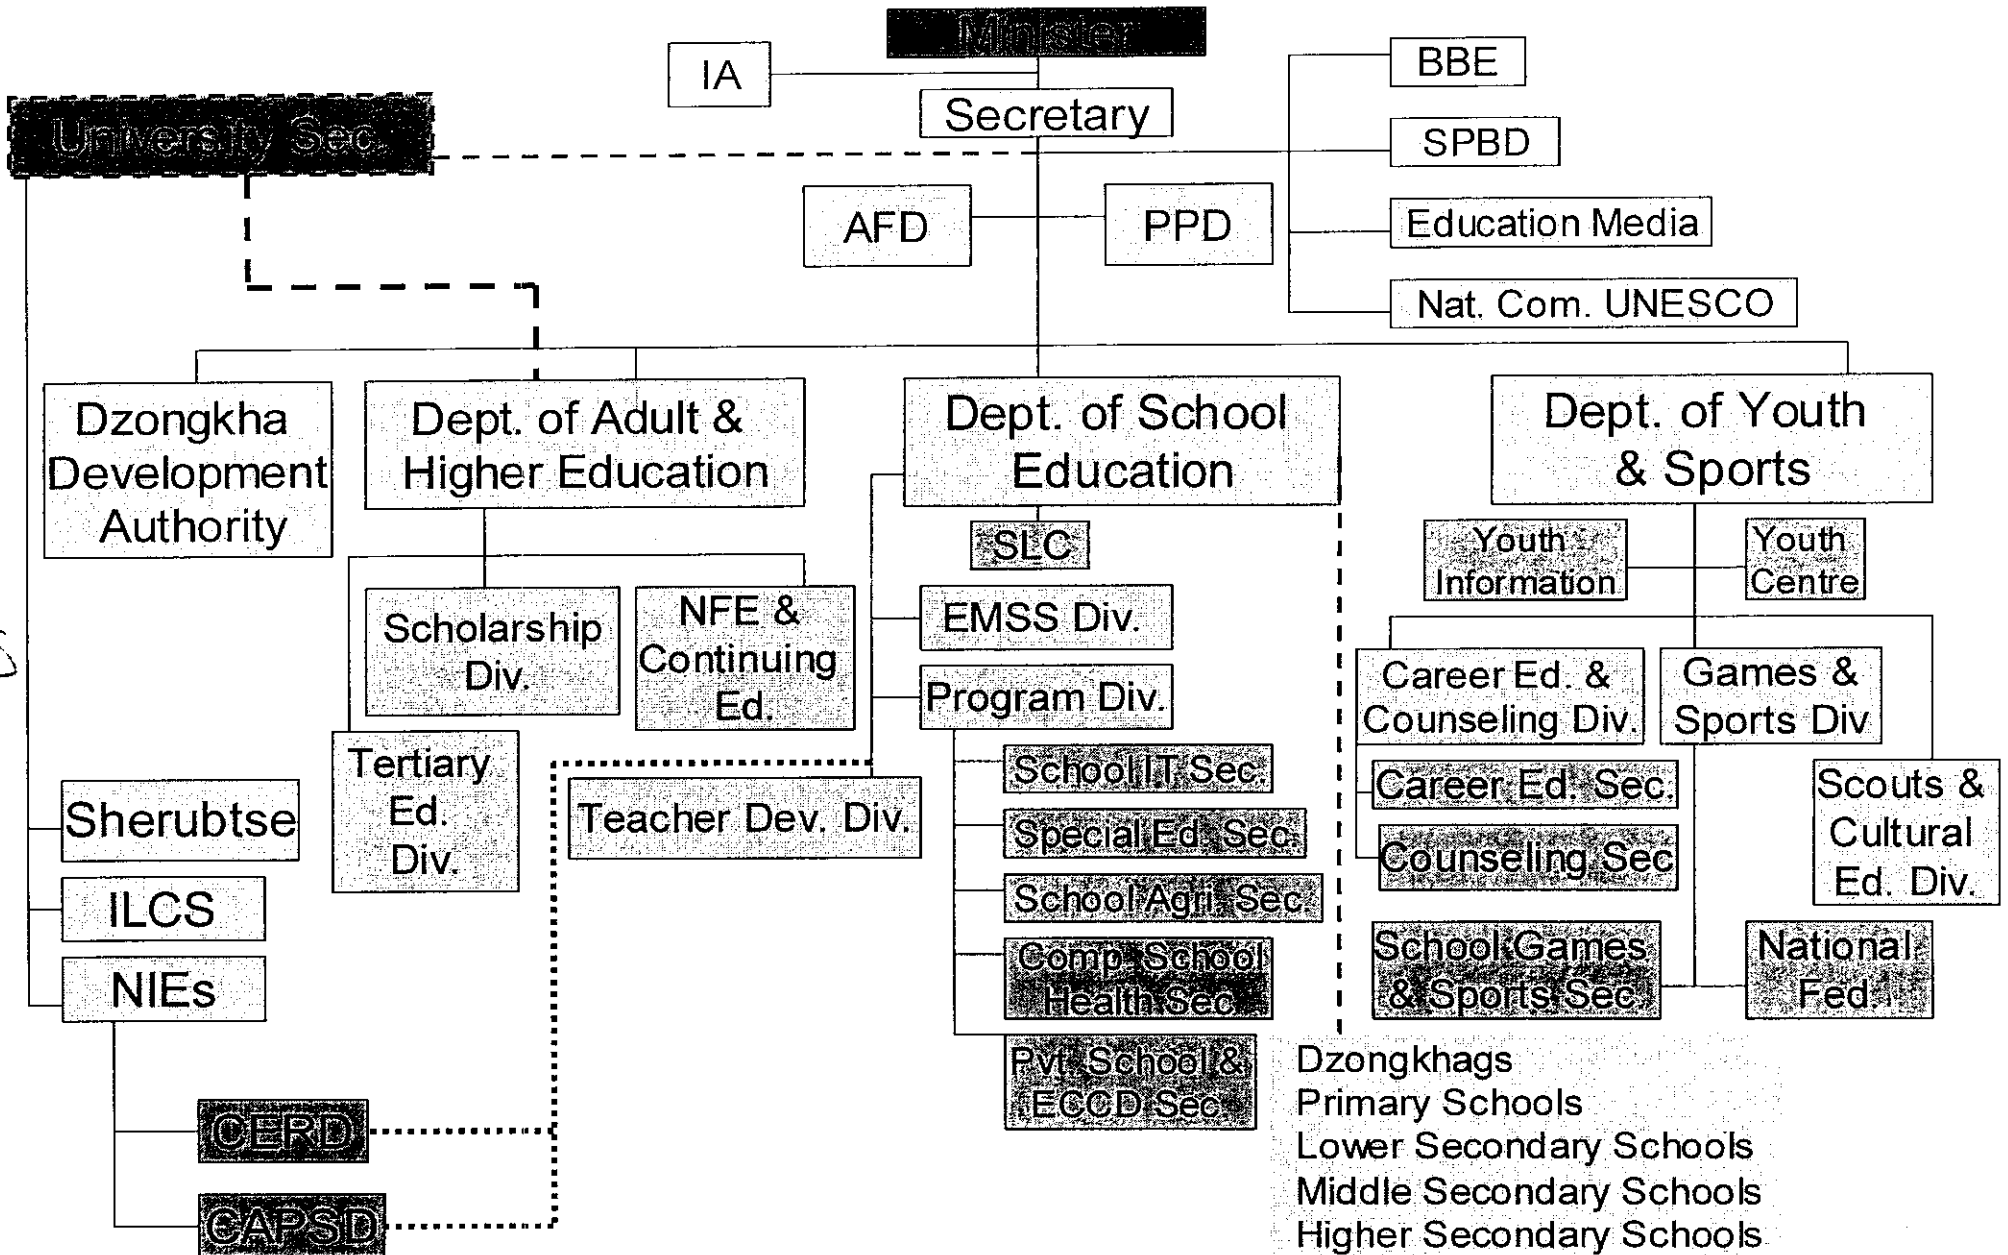 Minister
IA
BBE
Secretary
University Sec.
SPBD
AFD
PPD
Education Media
Nat. Com. UNESCO
Dzongkha
Development
Authority
Dept. of Adult &
Higher Education
Dept. of School
Education
Dept. of Youth
& Sports
SLC
Youth
Information
Youth
Centre
Scholarship
Div.
NFE &
Continuing
Ed.
EMSS Div.
Program Div.
Career Ed. &
Counseling Div.
Games &
Sports Div
Tertiary
Ed.
Div.
Teacher Dev. Div.
School IT Sec.
Special Ed. Sec.
School Agri. Sec.
Comp. School
Health Sec.
Pvt. School &
ECCD Sec.
Career Ed. Sec.
Counseling Sec
Scouts &
Cultural
Ed. Div.
School Games
& Sports Sec.
National
Fed.
Sherubtse
ILCS
NIEs
CERD
CAPSD
Dzongkhags
Primary Schools
Lower Secondary Schools
Middle Secondary Schools
Higher Secondary Schools